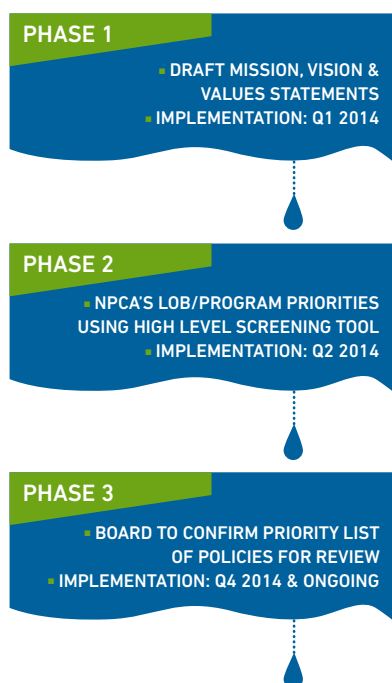 PHASE 1
▪ DRAFT MISSION, VISION &
VALUES STATEMENTS
▪ IMPLEMENTATION: Q1 2014
PHASE 2
▪ NPCA'S LOB/PROGRAM PRIORITIES
USING HIGH LEVEL SCREENING TOOL
▪ IMPLEMENTATION: Q2 2014
PHASE 3
▪ BOARD TO CONFIRM PRIORITY LIST
OF POLICIES FOR REVIEW
▪ IMPLEMENTATION: Q4 2014 & ONGOING